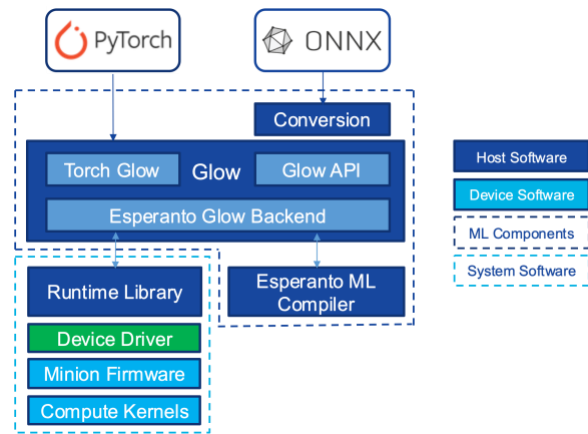 PyTorch
ONNX
Conversion
Torch Glow
Glow
Glow API
Esperanto Glow Backend
Runtime Library
Esperanto ML
Compiler
Device Driver
Minion Firmware
Compute Kernels
Host Software
Device Software
ML Components
System Software